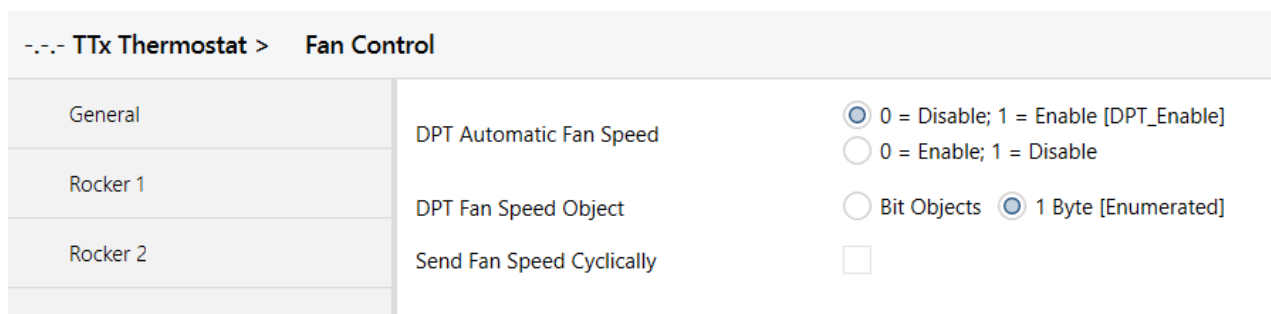 -.-.- TTx Thermostat > Fan Control
General
Rocker 1
Rocker 2
DPT Automatic Fan Speed
0 = Disable; 1 = Enable [DPT_Enable]
0 = Enable; 1 = Disable
DPT Fan Speed Object
Bit Objects 1 Byte [Enumerated]
Send Fan Speed Cyclically